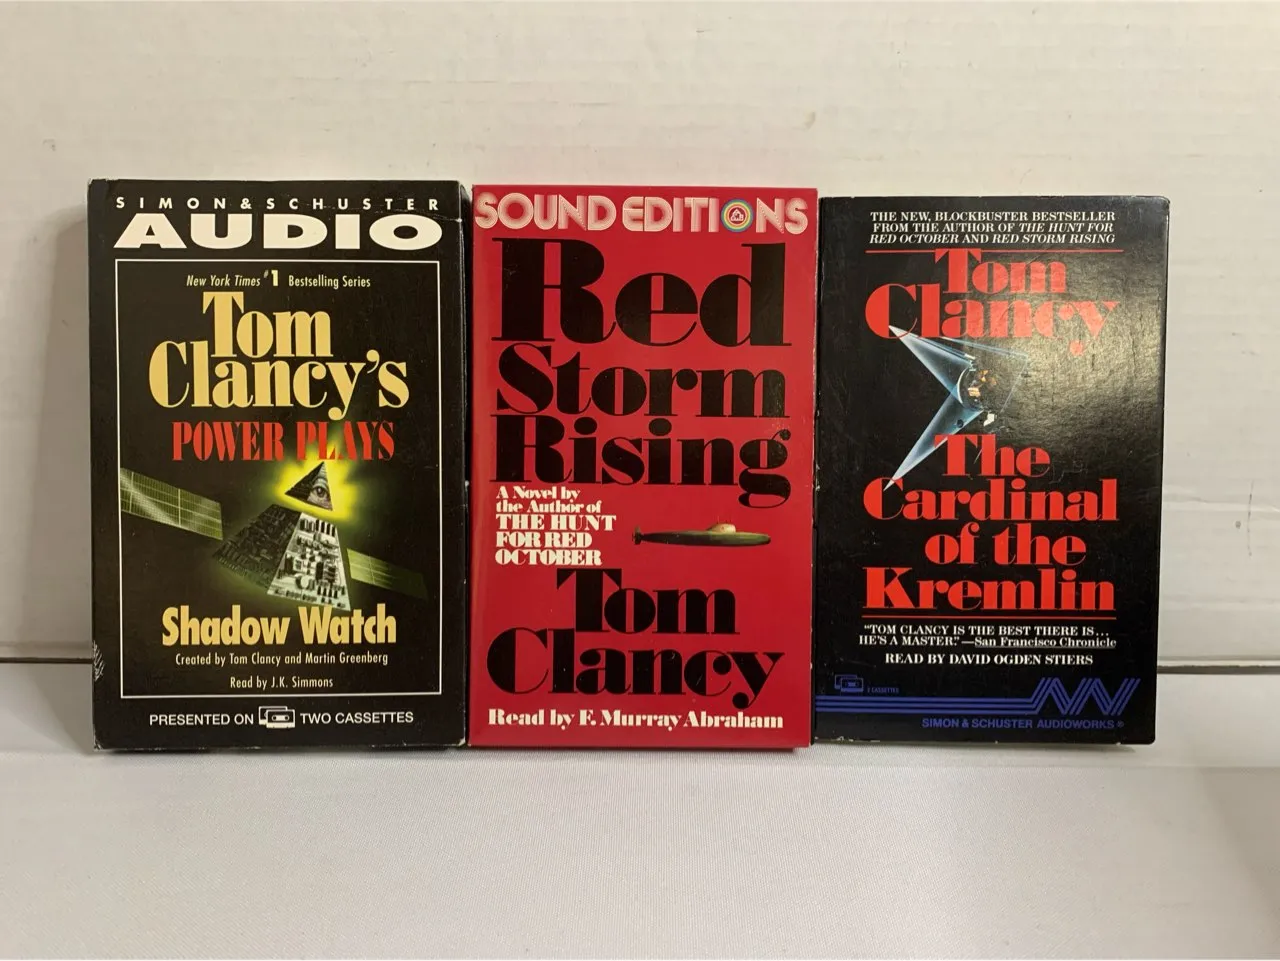 SIMON & SCHUSTER
AUDIO
New York Times #1 Bestselling Series
Tom
Clancy's
POWER PLAYS
Shadow Watch
Created by Tom Clancy and Martin Greenberg
Read by J.K. Simmons
PRESENTED ON TWO CASSETTES
SOUND EDITIONS
Red
Storm
Rising
A Novel by
the Author of
THE HUNT
FOR RED
OCTOBER
Tom
Clancy
Read by F. Murray Abraham
THE NEW, BLOCKBUSTER BESTSELLER
FROM THE AUTHOR OF THE HUNT FOR
RED OCTOBER AND RED STORM RISING
Tom
Clancy
The
Cardinal
of the
Kremlin
"TOM CLANCY IS THE BEST THERE IS...
HE'S A MASTER."—San Francisco Chronicle
READ BY DAVID OGDEN STIERS
2 CASSETTES
SIMON & SCHUSTER AUDIOWORKS®